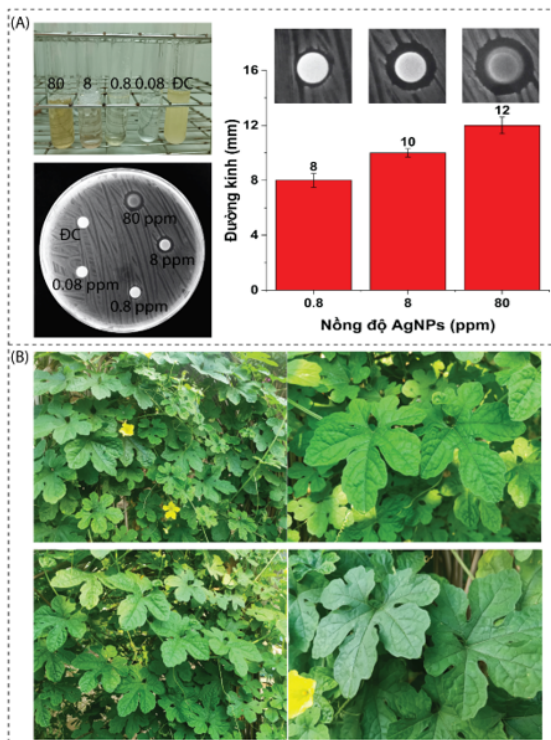 (A)
80 8 0.8 0.08 ĐC
ĐC
80 ppm
8 ppm
0.08 ppm
0.8 ppm
Đường kính (mm)
16
12
8
4
0
8
10
12
0.8 8 80
Nồng độ AgNPs (ppm)
(B)